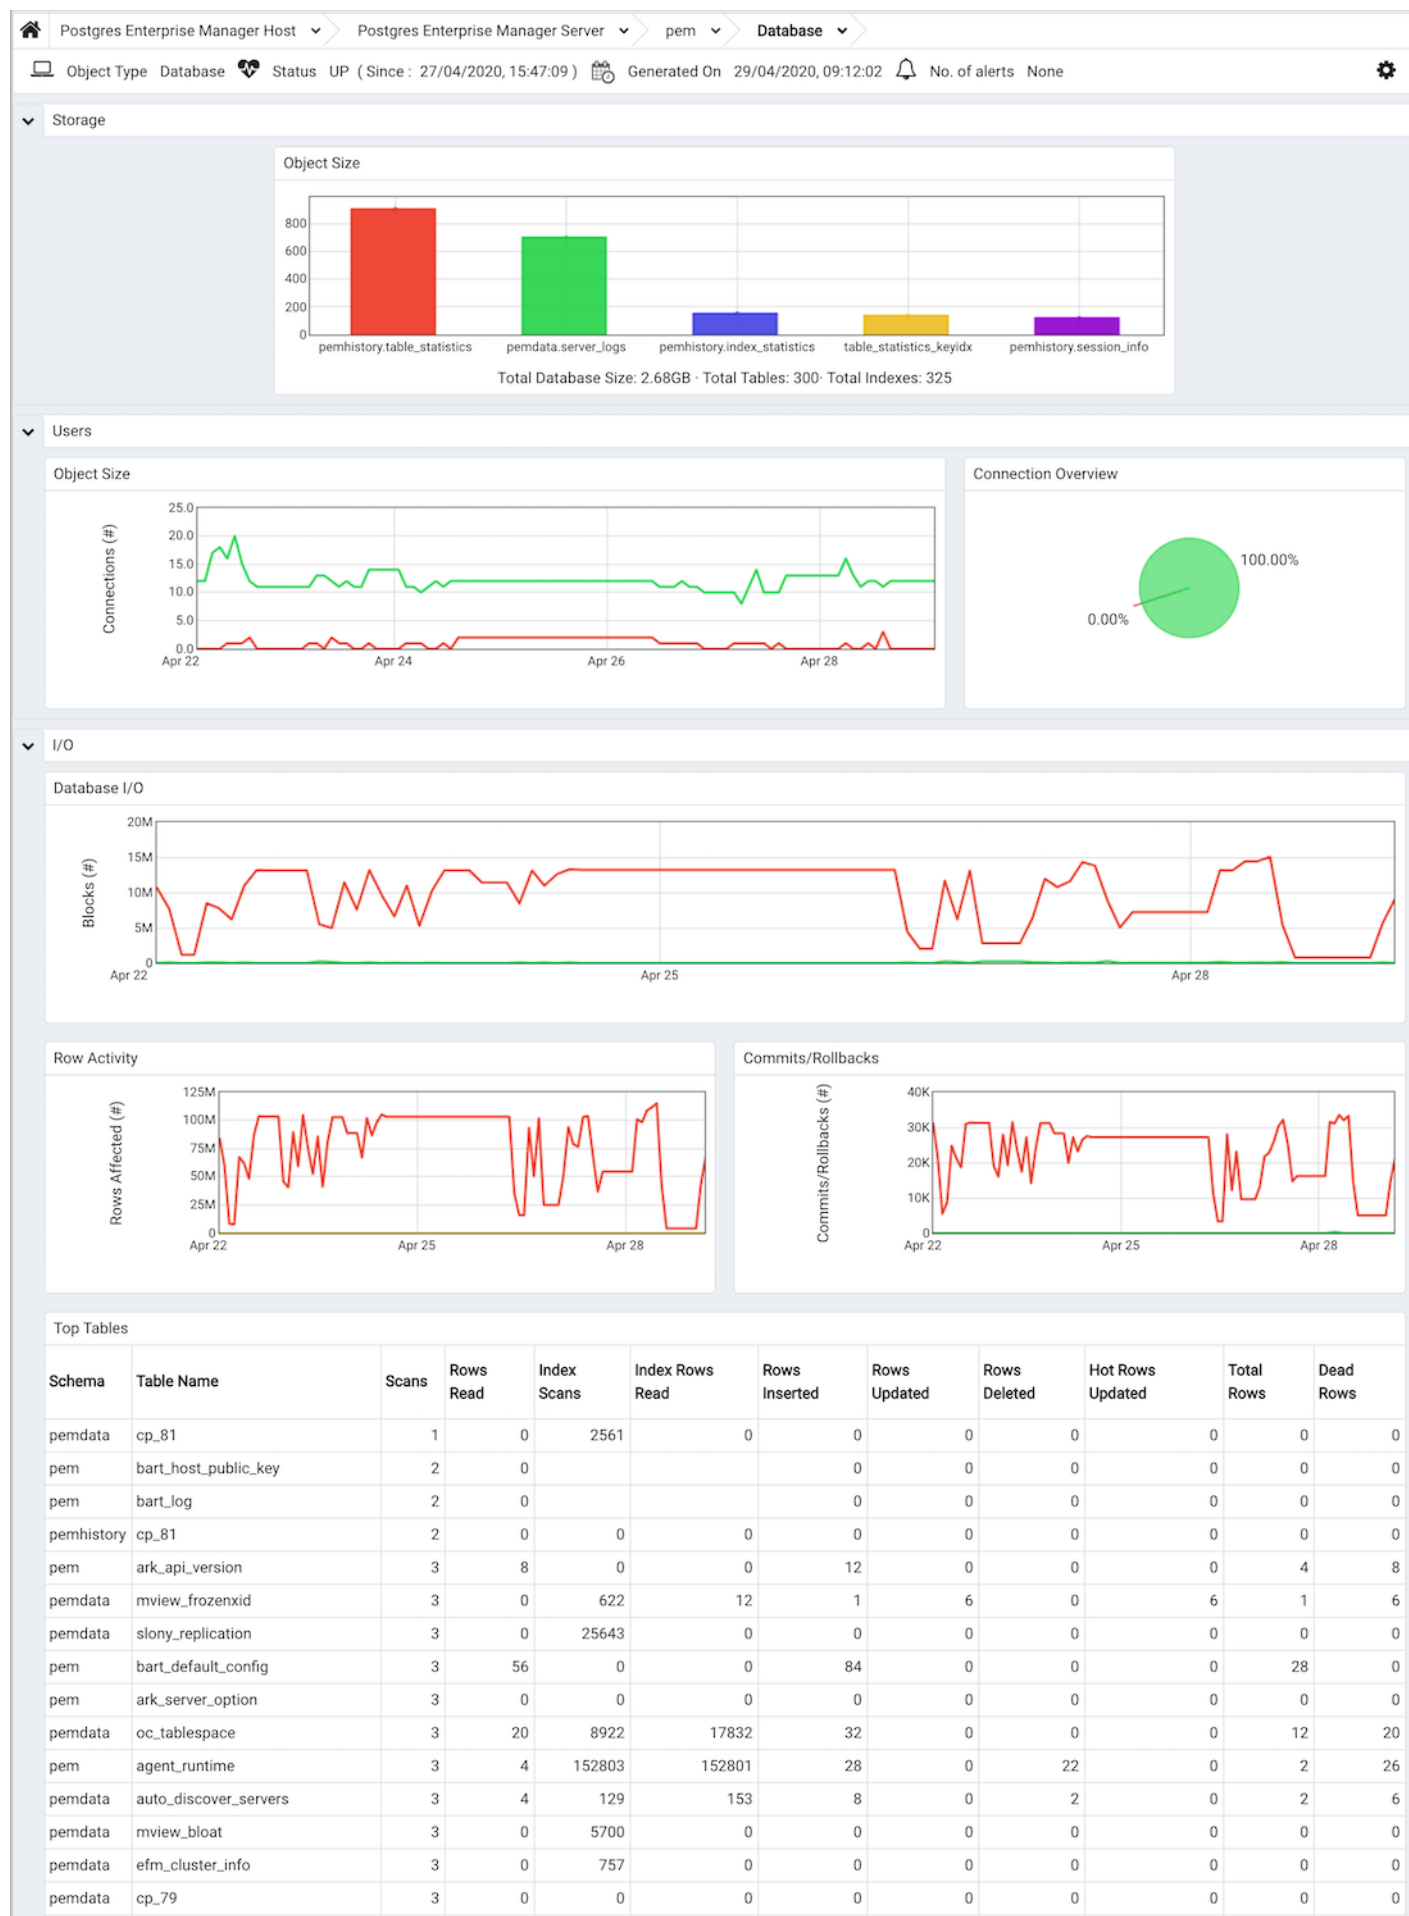 Postgres Enterprise Manager Host Postgres Enterprise Manager Server pem Database
Object Type Database Status UP ( Since : 27/04/2020, 15:47:09 ) Generated On 29/04/2020, 09:12:02 No. of alerts None
Storage
Object Size
800
600
400
200
0
pemhistory.table_statistics pemdata.server_logs pemhistory.index_statistics table_statistics_keyidx pemhistory.session_info
Total Database Size: 2.68GB · Total Tables: 300· Total Indexes: 325
Users
Object Size
Connections (#)
25.0
20.0
15.0
10.0
5.0
0.0
Apr 22 Apr 24 Apr 26 Apr 28
Connection Overview
100.00%
0.00%
I/O
Database I/O
Blocks (#)
20M
15M
10M
5M
0
Apr 22 Apr 25 Apr 28
Row Activity
Rows Affected (#)
125M
100M
75M
50M
25M
0
Apr 22 Apr 25 Apr 28
Commits/Rollbacks
Commits/Rollbacks (#)
40K
30K
20K
10K
0
Apr 22 Apr 25 Apr 28
Top Tables
Schema Table Name Scans Rows Read Index Scans Index Rows Read Rows Inserted Rows Updated Rows Deleted Hot Rows Updated Total Rows Dead Rows
pemdata cp_81 1 0 2561 0 0 0 0 0 0 0
pem bart_host_public_key 2 0 0 0 0 0 0 0
pem bart_log 2 0 0 0 0 0 0 0
pemhistory cp_81 2 0 0 0 0 0 0 0 0 0
pem ark_api_version 3 8 0 0 12 0 0 0 4 8
pemdata mview_frozenxid 3 0 622 12 1 6 0 6 1 6
pemdata slony_replication 3 0 25643 0 0 0 0 0 0 0
pem bart_default_config 3 56 0 0 84 0 0 0 28 0
pem ark_server_option 3 0 0 0 0 0 0 0 0 0
pemdata oc_tablespace 3 20 8922 17832 32 0 0 0 12 20
pem agent_runtime 3 4 152803 152801 28 0 22 0 2 26
pemdata auto_discover_servers 3 4 129 153 8 0 2 0 2 6
pemdata mview_bloat 3 0 5700 0 0 0 0 0 0 0
pemdata efm_cluster_info 3 0 757 0 0 0 0 0 0 0
pemdata cp_79 3 0 0 0 0 0 0 0 0 0